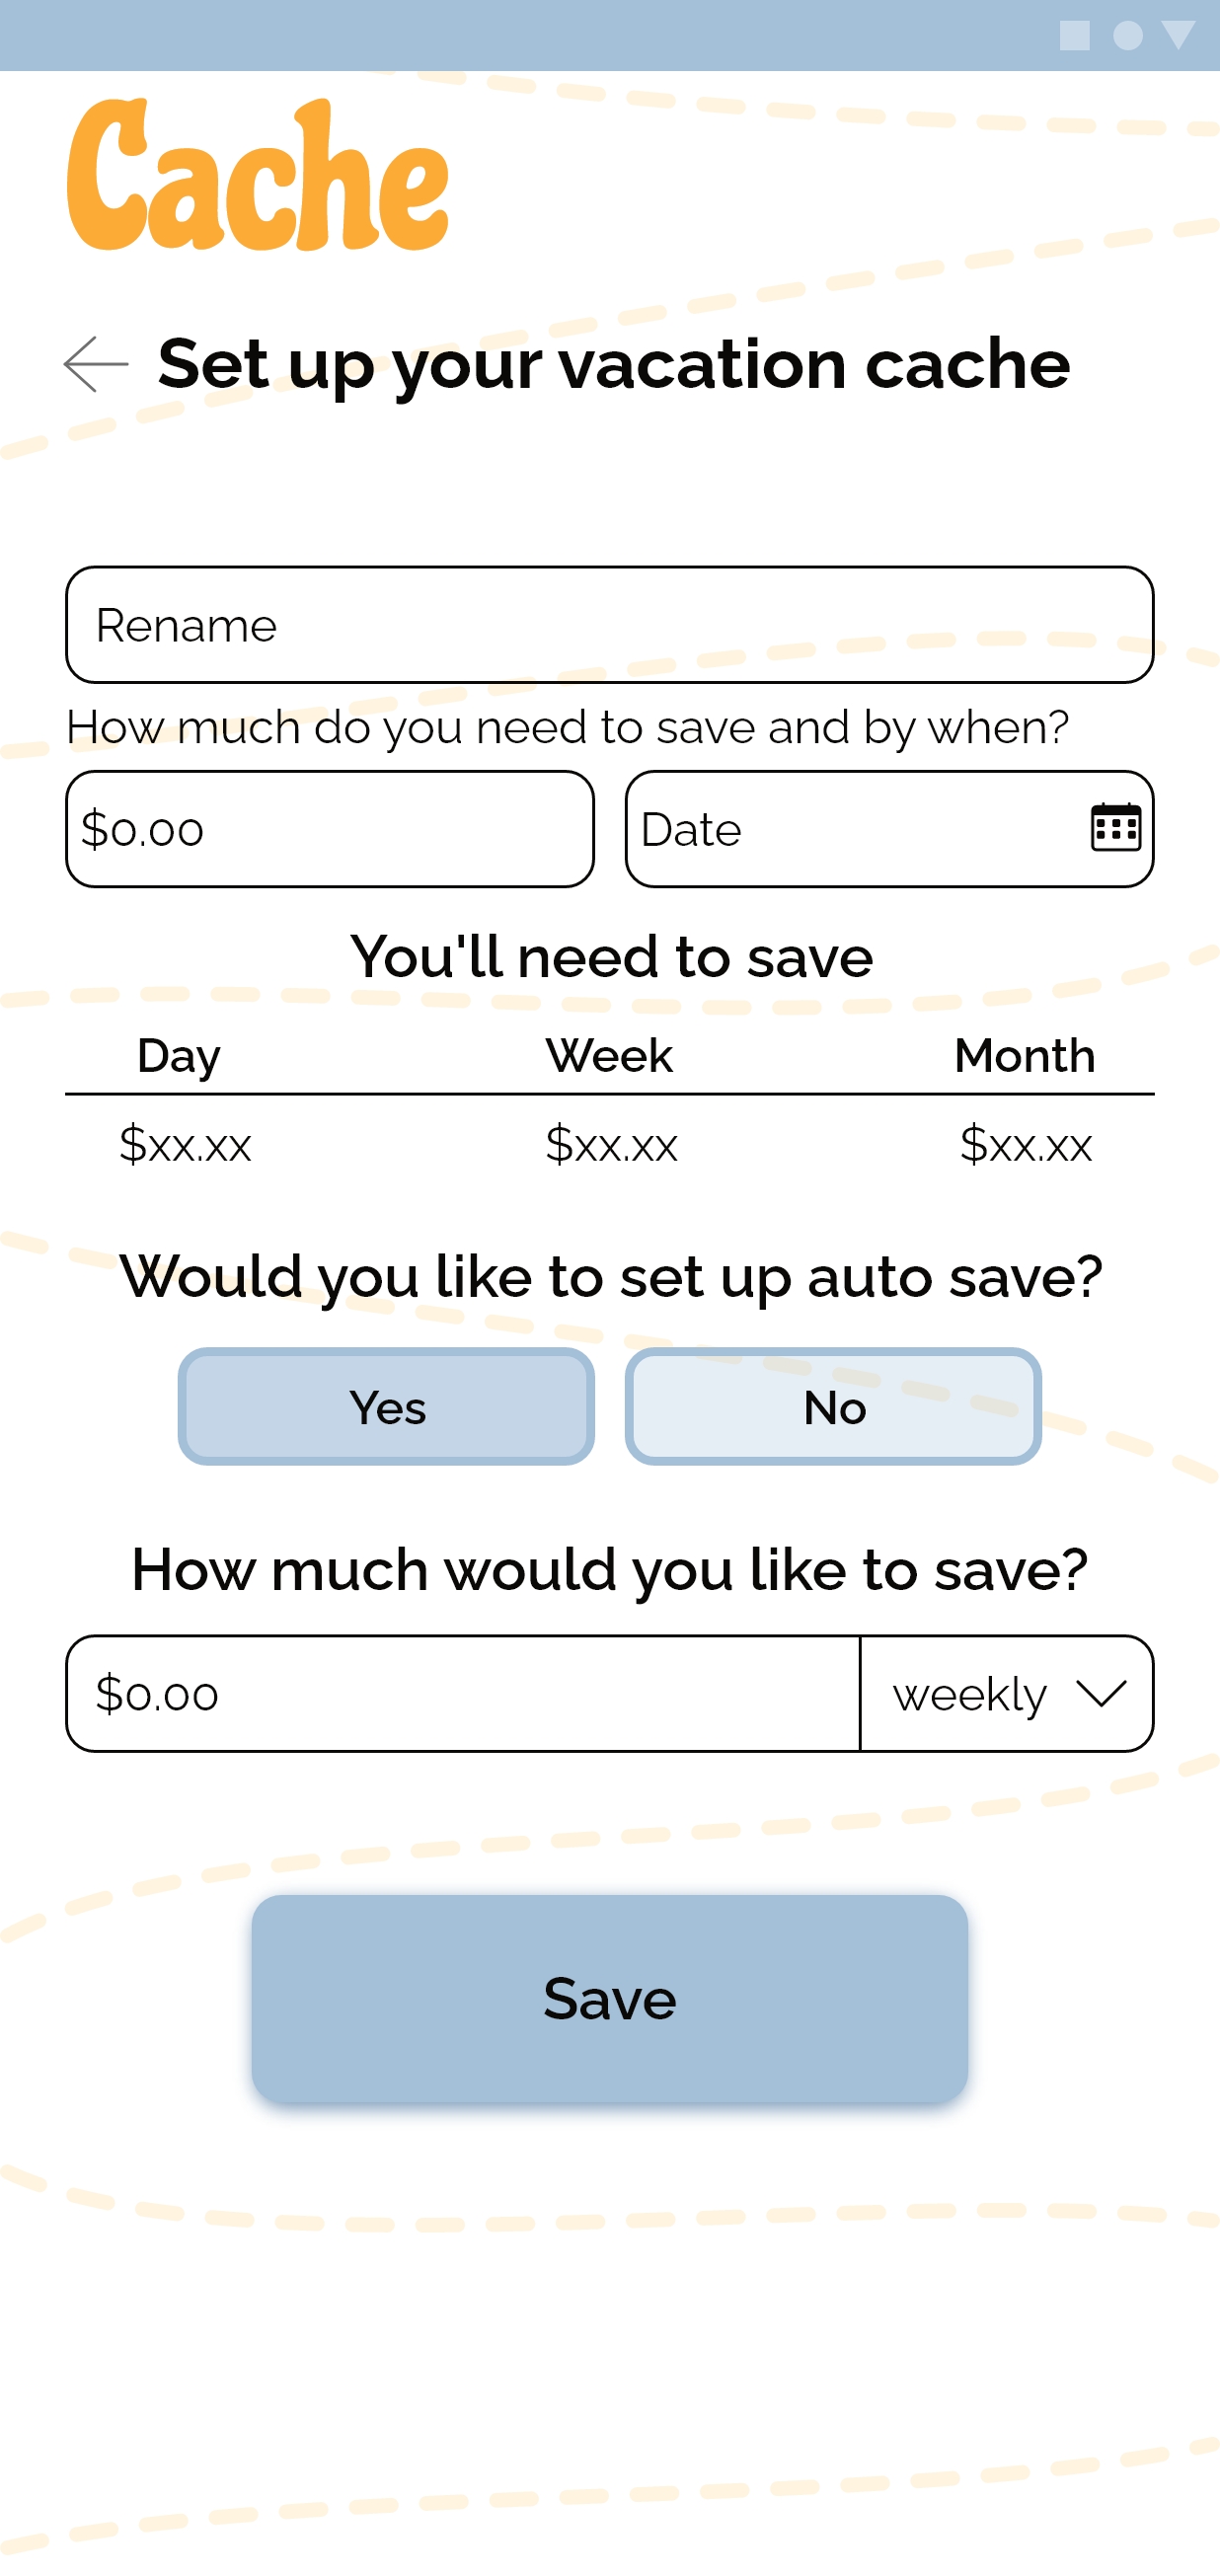 Cache
Set up your vacation cache
Rename
How much do you need to save and by when?
$0.00 Date
You'll need to save
Day Week Month
$xx.xx $xx.xx $xx.xx
Would you like to set up auto save?
Yes No
How much would you like to save?
$0.00 weekly
Save